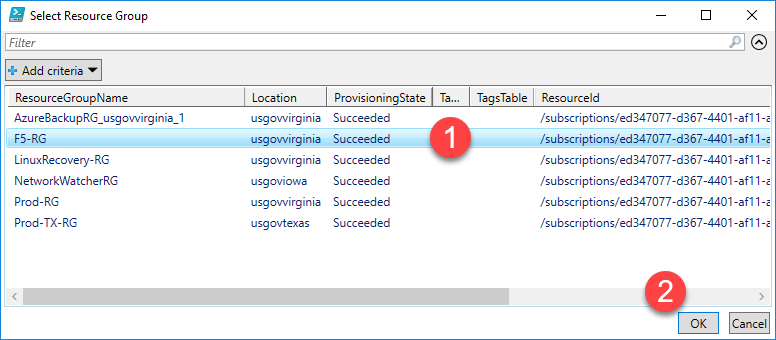 Select Resource Group
Filter
Add criteria
ResourceGroupName Location ProvisioningState Ta... TagsTable ResourceId
AzureBackupRG_usgovvirginia_1 usgovvirginia Succeeded /subscriptions/ed347077-d367-4401-af11-a
F5-RG usgovvirginia Succeeded 1 /subscriptions/ed347077-d367-4401-af11-a
LinuxRecovery-RG usgovvirginia Succeeded /subscriptions/ed347077-d367-4401-af11-a
NetworkWatcherRG usgoviowa Succeeded /subscriptions/ed347077-d367-4401-af11-a
Prod-RG usgovvirginia Succeeded /subscriptions/ed347077-d367-4401-af11-a
Prod-TX-RG usgovtexas Succeeded /subscriptions/ed347077-d367-4401-af11-a
2
OK Cancel